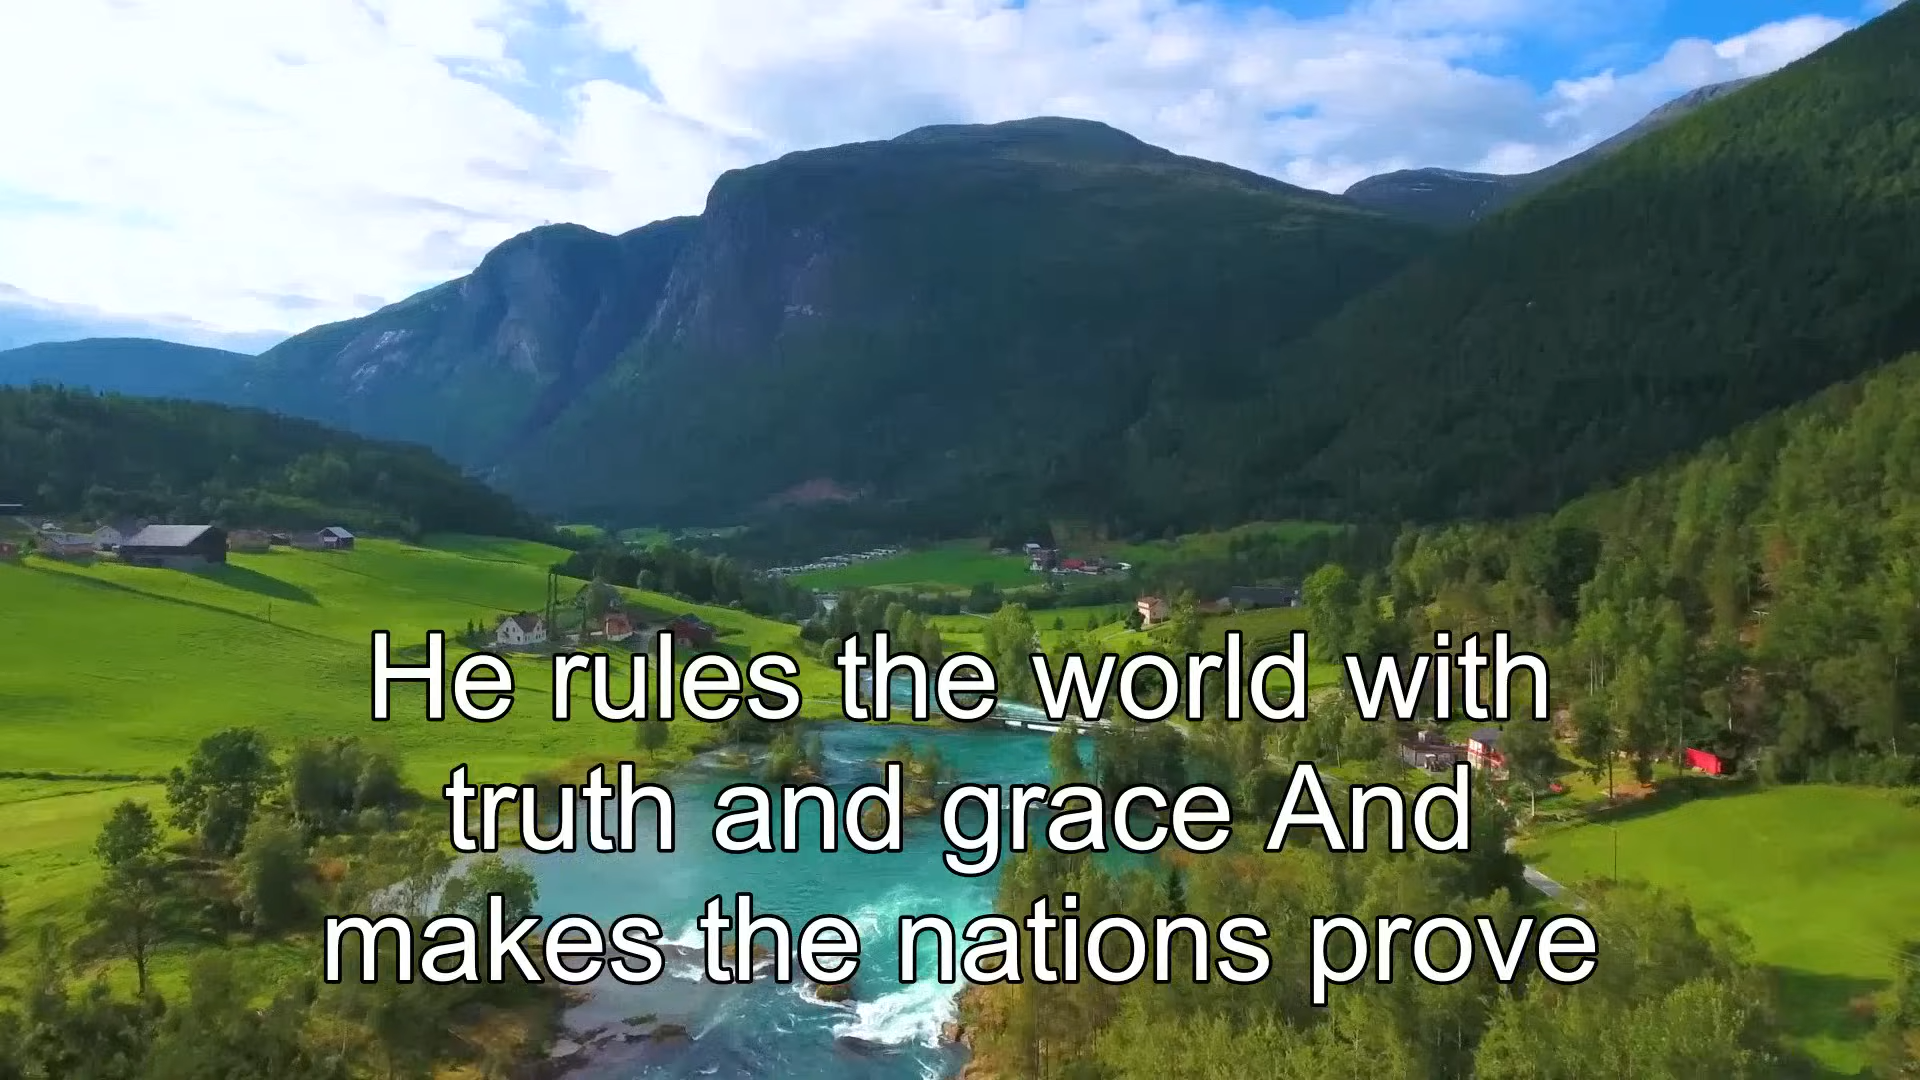 He rules the world with
truth and grace And
makes the nations prove